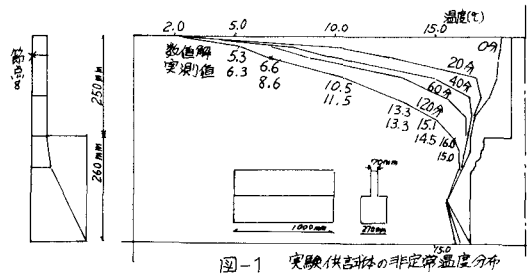 温度(℃)
2.0 5.0 10.0 15.0
0分
20分
40分
60分
120分
数値解 5.3 6.6 10.5 13.3 15.1 16.0
実測値 6.3 8.6 11.5 13.3 14.5 15.0
節点8
250mm
260mm
70mm
1000mm
270mm
15.0
図-1 実験供試体の非定常温度分布